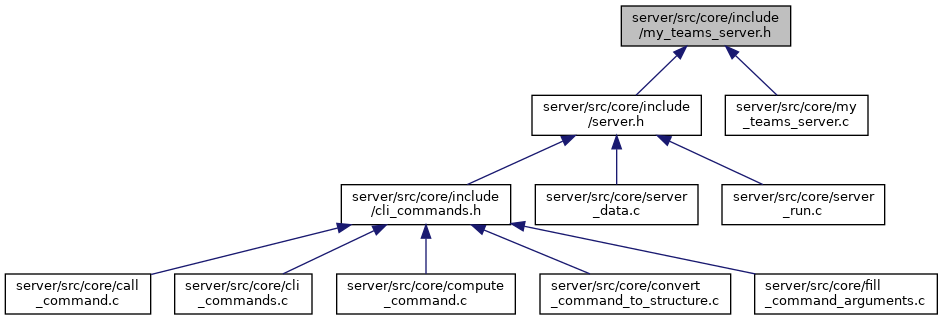 server/src/core/include
/my_teams_server.h
server/src/core/include
/server.h
server/src/core/my
_teams_server.c
server/src/core/include
/cli_commands.h
server/src/core/server
_data.c
server/src/core/server
_run.c
server/src/core/call
_command.c
server/src/core/cli
_commands.c
server/src/core/compute
_command.c
server/src/core/convert
_command_to_structure.c
server/src/core/fill
_command_arguments.c